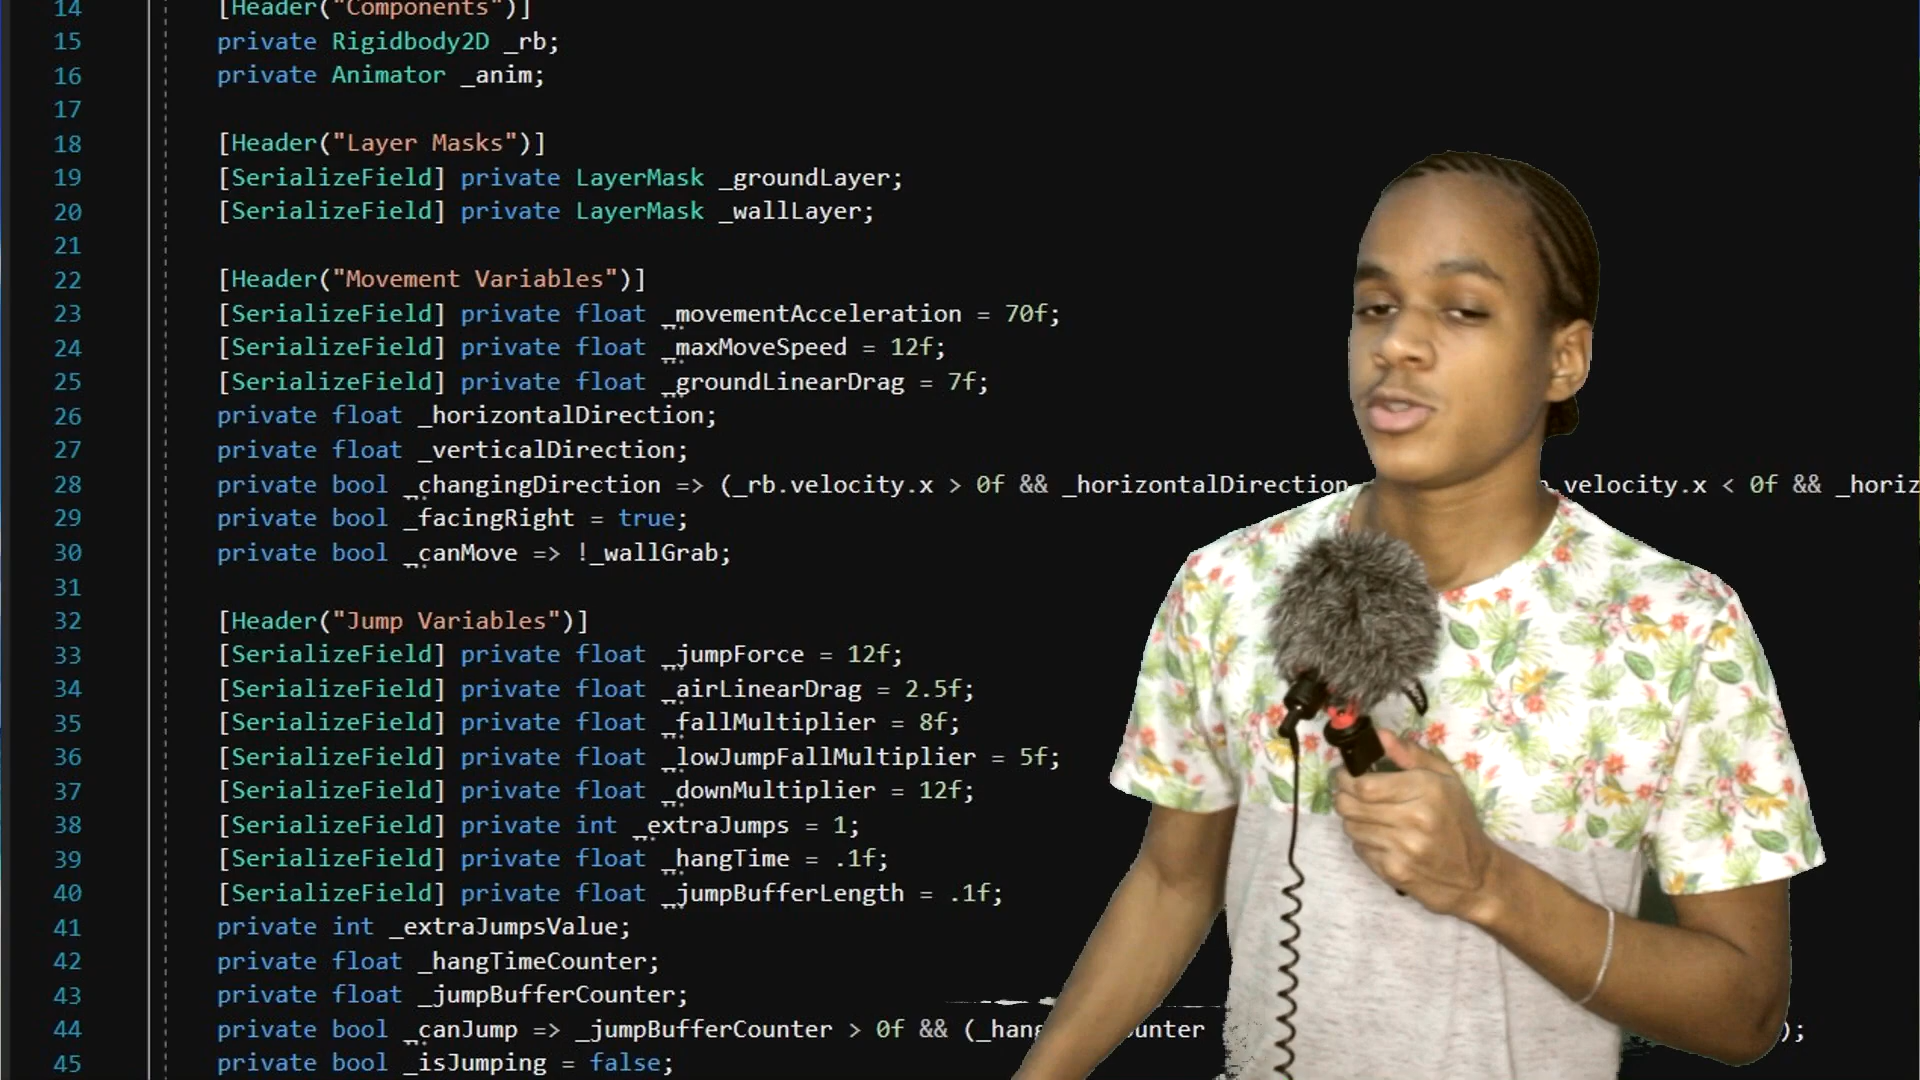 14 [Header("Components")]
15 private Rigidbody2D _rb;
16 private Animator _anim;
17
18 [Header("Layer Masks")]
19 [SerializeField] private LayerMask _groundLayer;
20 [SerializeField] private LayerMask _wallLayer;
21
22 [Header("Movement Variables")]
23 [SerializeField] private float _movementAcceleration = 70f;
24 [SerializeField] private float _maxMoveSpeed = 12f;
25 [SerializeField] private float _groundLinearDrag = 7f;
26 private float _horizontalDirection;
27 private float _verticalDirection;
28 private bool _changingDirection => (_rb.velocity.x > 0f && _horizontalDirection .velocity.x < 0f && _horiz
29 private bool _facingRight = true;
30 private bool _canMove => !_wallGrab;
31
32 [Header("Jump Variables")]
33 [SerializeField] private float _jumpForce = 12f;
34 [SerializeField] private float _airLinearDrag = 2.5f;
35 [SerializeField] private float _fallMultiplier = 8f;
36 [SerializeField] private float _lowJumpFallMultiplier = 5f;
37 [SerializeField] private float _downMultiplier = 12f;
38 [SerializeField] private int _extraJumps = 1;
39 [SerializeField] private float _hangTime = .1f;
40 [SerializeField] private float _jumpBufferLength = .1f;
41 private int _extraJumpsValue;
42 private float _hangTimeCounter;
43 private float _jumpBufferCounter;
44 private bool _canJump => _jumpBufferCounter > 0f && (_hang unter );
45 private bool _isJumping = false;